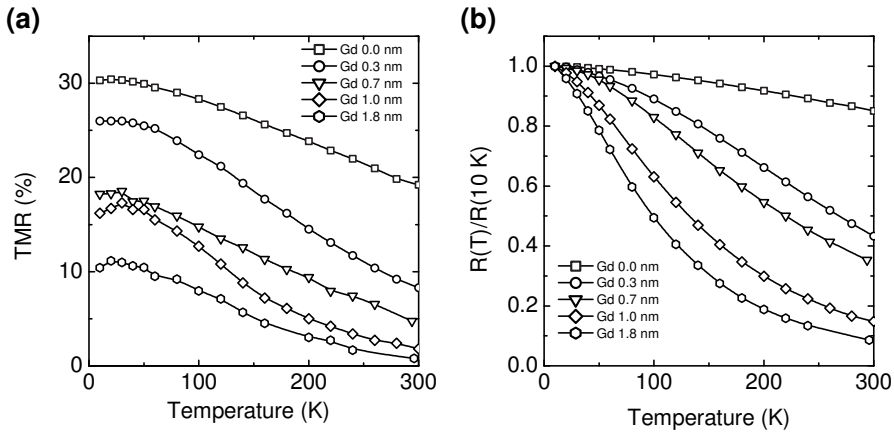 (a)
TMR (%)
30
20
10
0
Gd 0.0 nm
Gd 0.3 nm
Gd 0.7 nm
Gd 1.0 nm
Gd 1.8 nm
0 100 200 300
Temperature (K)
(b)
R(T)/R(10 K)
1.0
0.8
0.6
0.4
0.2
0.0
Gd 0.0 nm
Gd 0.3 nm
Gd 0.7 nm
Gd 1.0 nm
Gd 1.8 nm
0 100 200 300
Temperature (K)